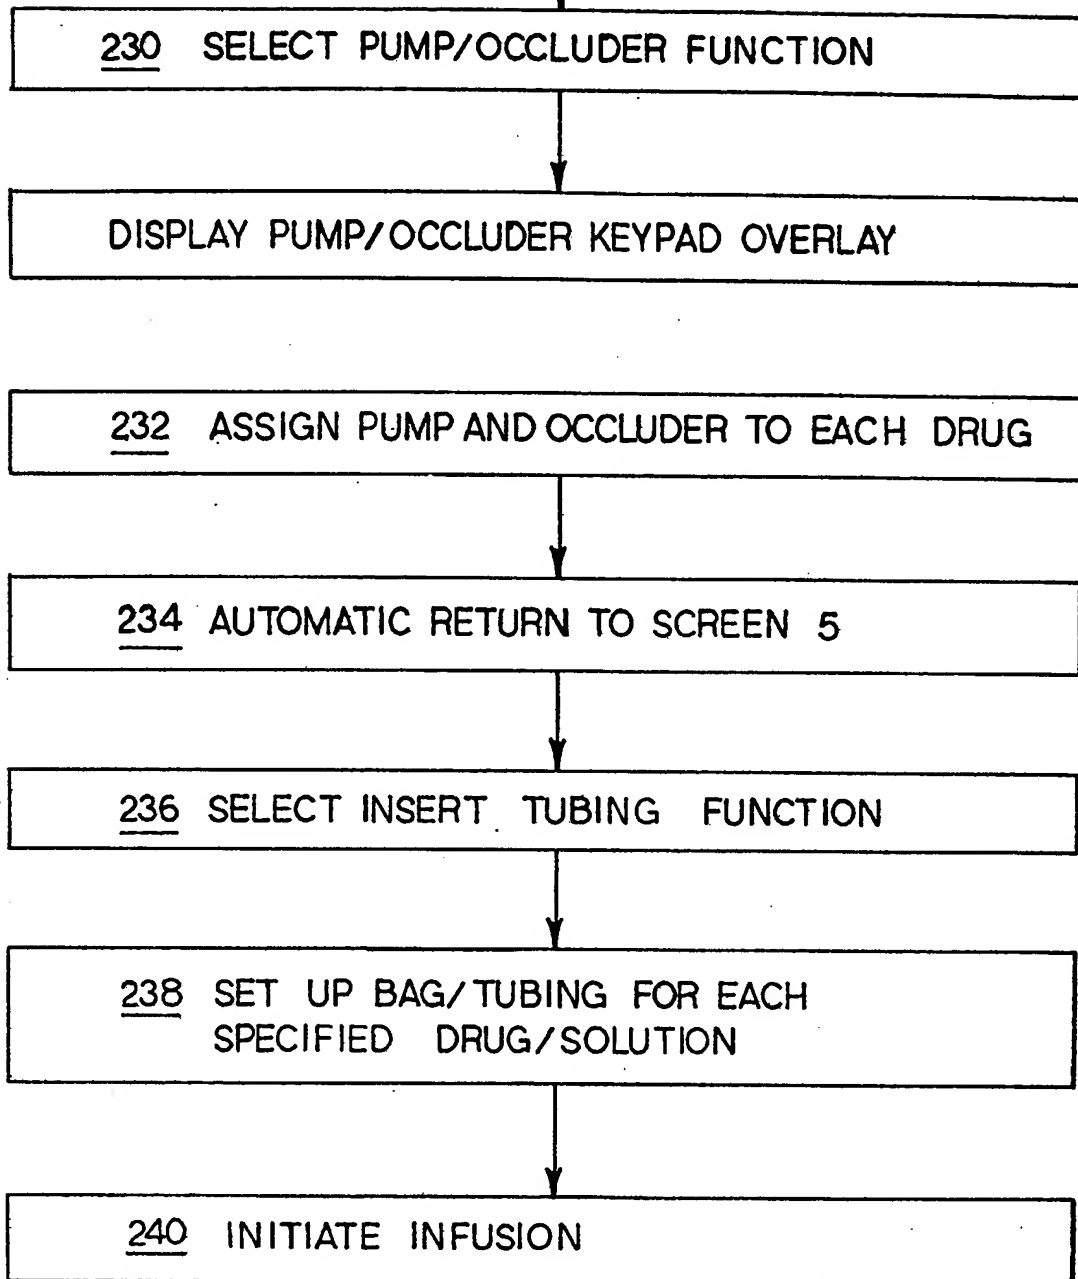 230 SELECT PUMP/OCCLUDER FUNCTION
DISPLAY PUMP/OCCLUDER KEYPAD OVERLAY
232 ASSIGN PUMP AND OCCLUDER TO EACH DRUG
234 AUTOMATIC RETURN TO SCREEN 5
236 SELECT INSERT TUBING FUNCTION
238 SET UP BAG/TUBING FOR EACH
SPECIFIED DRUG/SOLUTION
240 INITIATE INFUSION